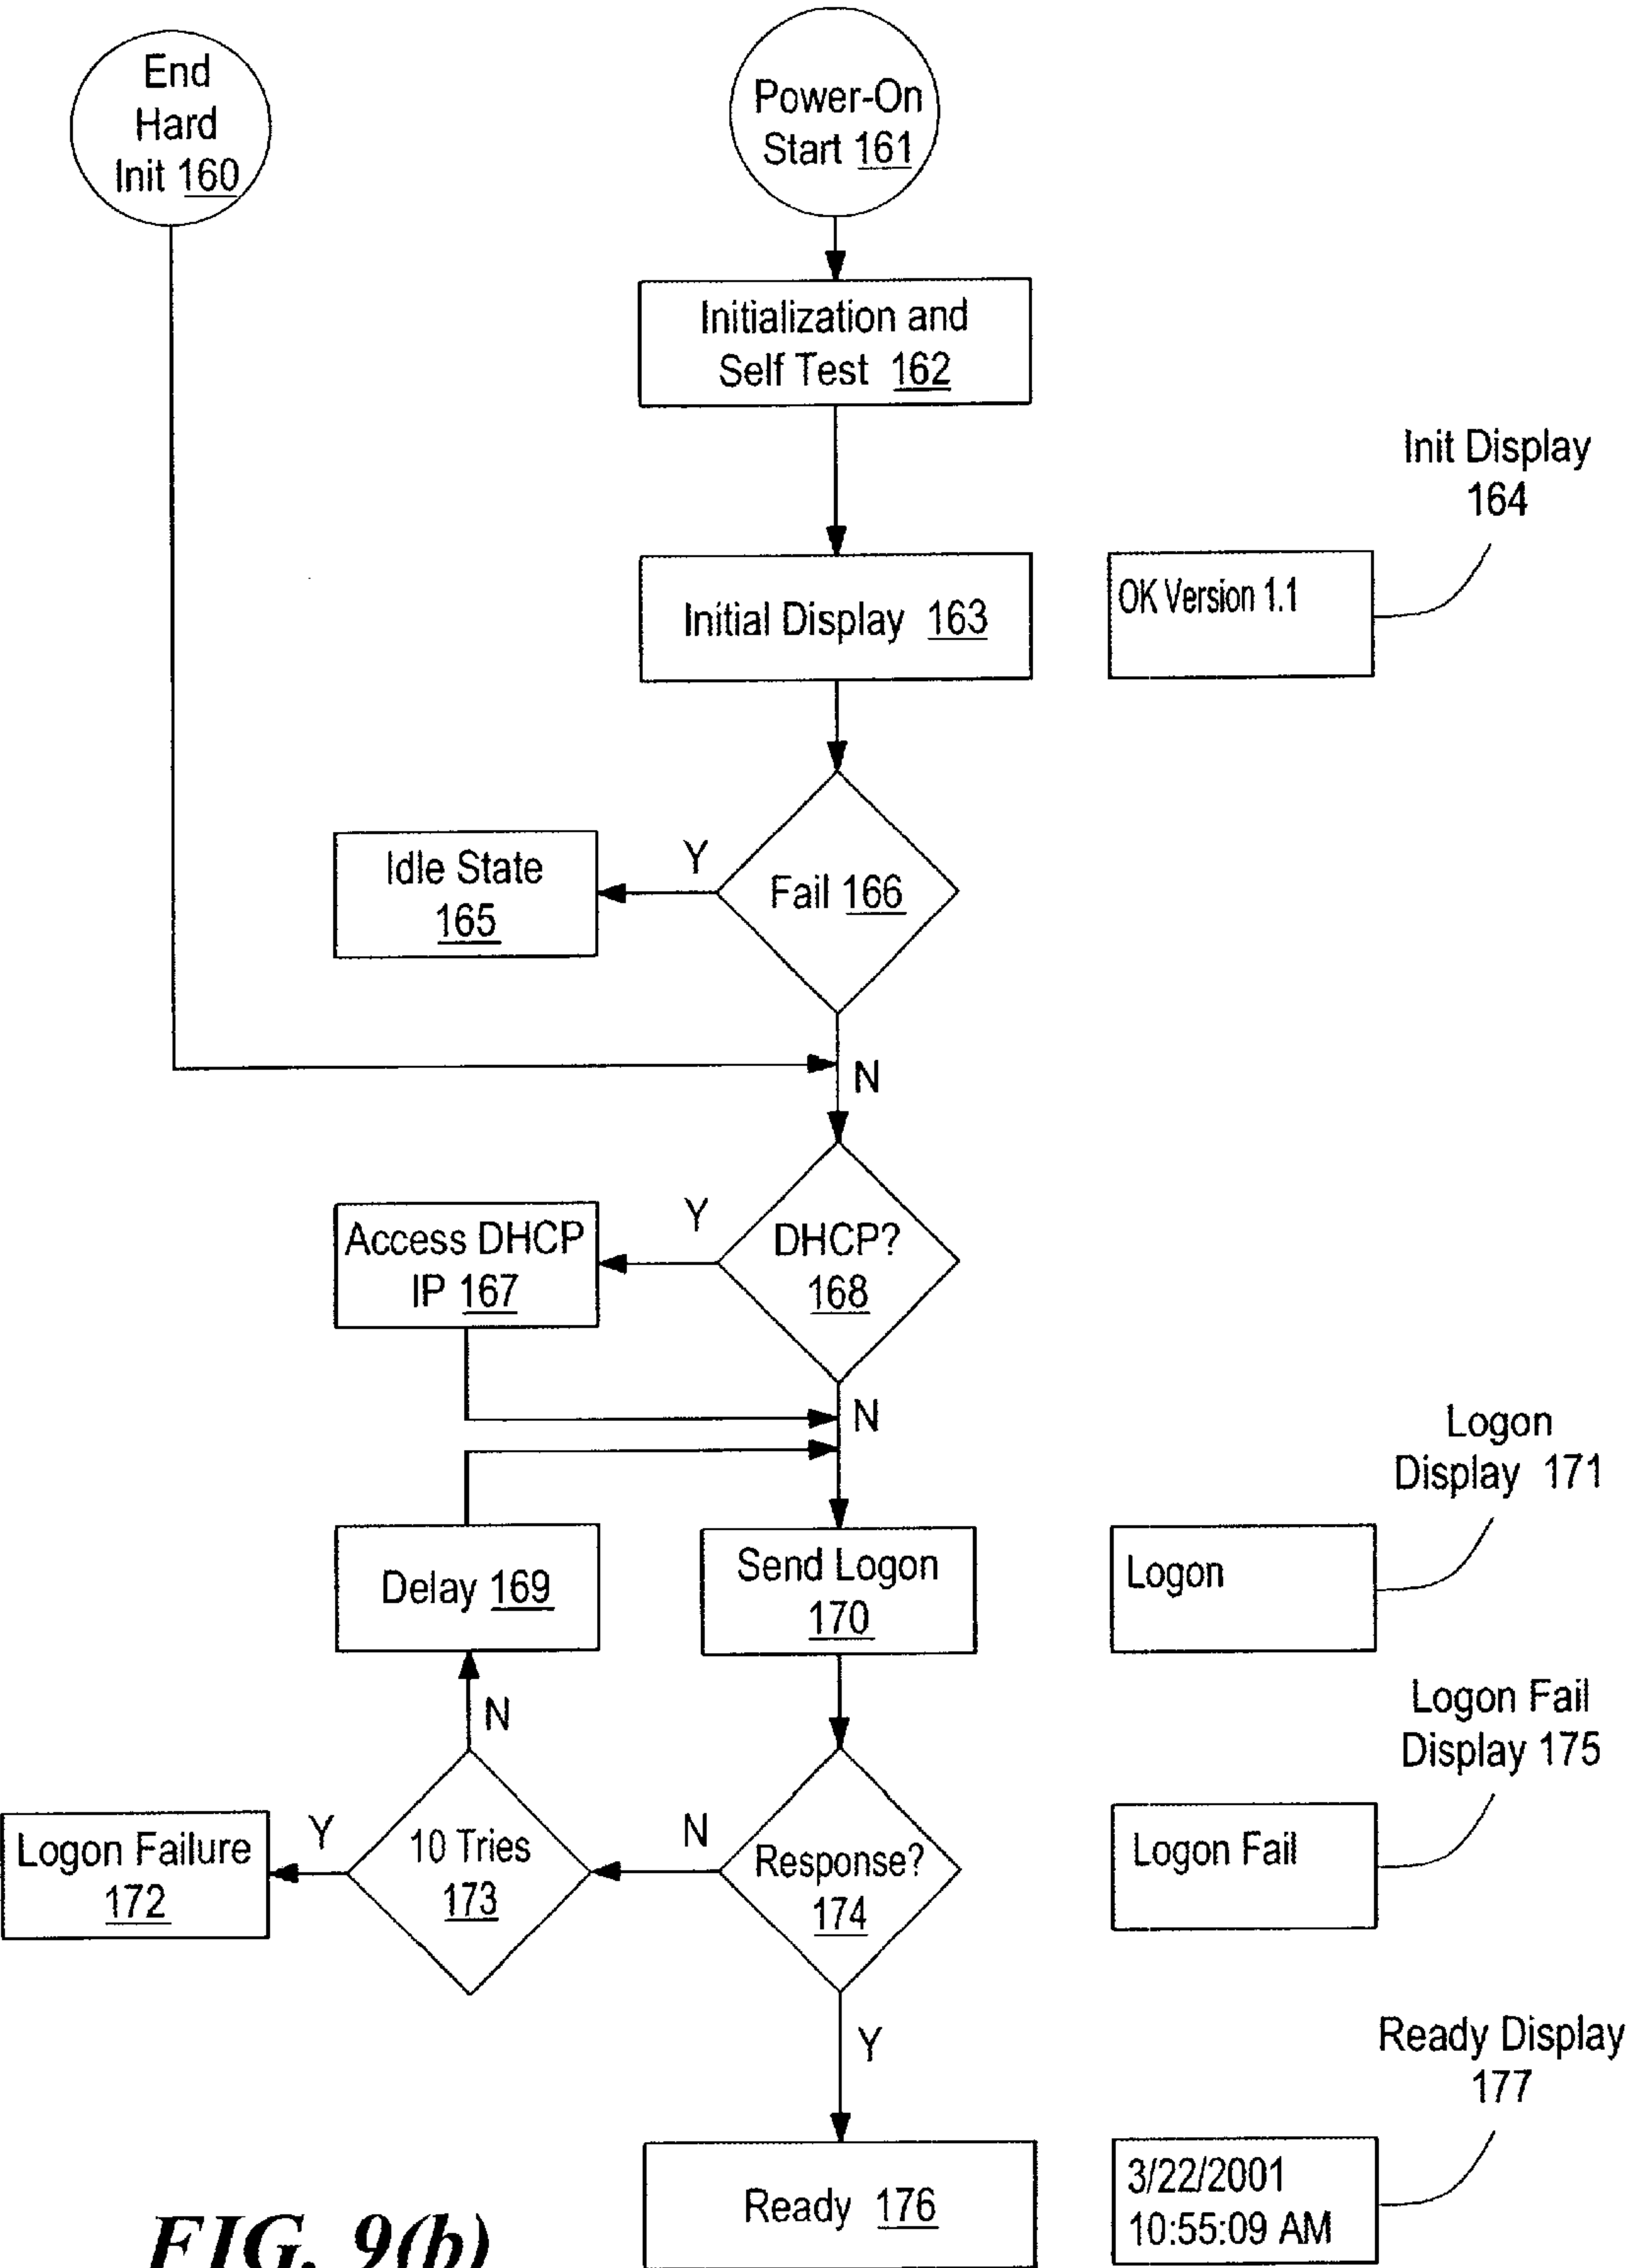 End
Hard
Init 160
Power-On
Start 161
Initialization and
Self Test 162
Init Display
164
Initial Display 163
OK Version 1.1
Y
Idle State
165
Fail 166
N
Y
Access DHCP
IP 167
DHCP?
168
N
Logon
Display 171
Delay 169
Send Logon
170
Logon
N
Logon Fail
Display 175
Y
Logon Failure
172
10 Tries
173
N
Response?
174
Logon Fail
Y
Ready Display
177
Ready 176
3/22/2001
10:55:09 AM
FIG. 9(b)